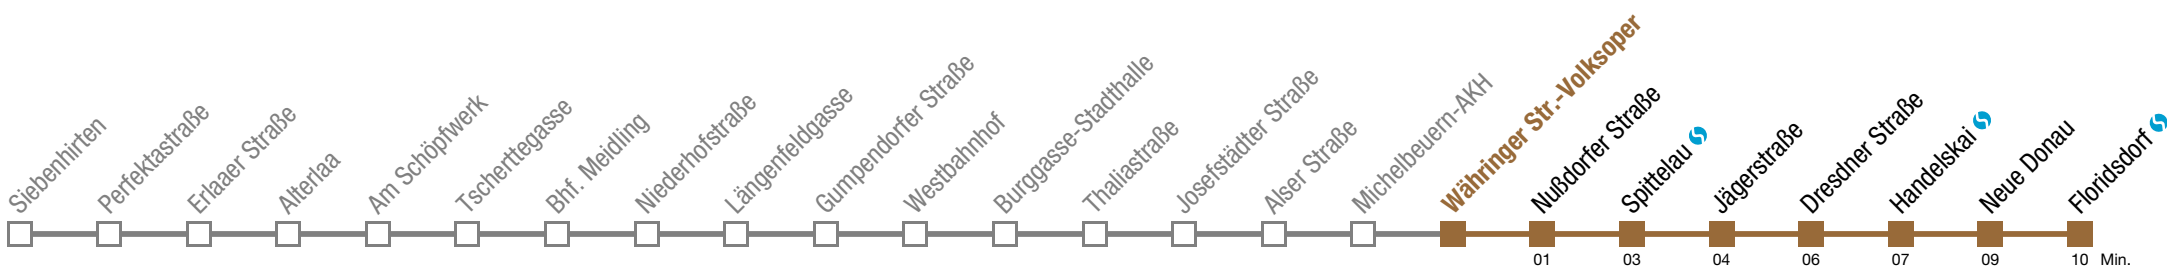 Siebenhirten
Perfektastraße
Erlaaer Straße
Alterlaa
Am Schöpfwerk
Tscherttegasse
Bhf. Meidling
Niederhofstraße
Längenfeldgasse
Gumpendorfer Straße
Westbahnhof
Burggasse-Stadthalle
Thaliastraße
Josefstädter Straße
Alser Straße
Michelbeuern-AKH
Währinger Str.-Volksoper
Nußdorfer Straße
Spittelau
Jägerstraße
Dresdner Straße
Handelskai
Neue Donau
Floridsdorf
01 03 04 06 07 09 10 Min.